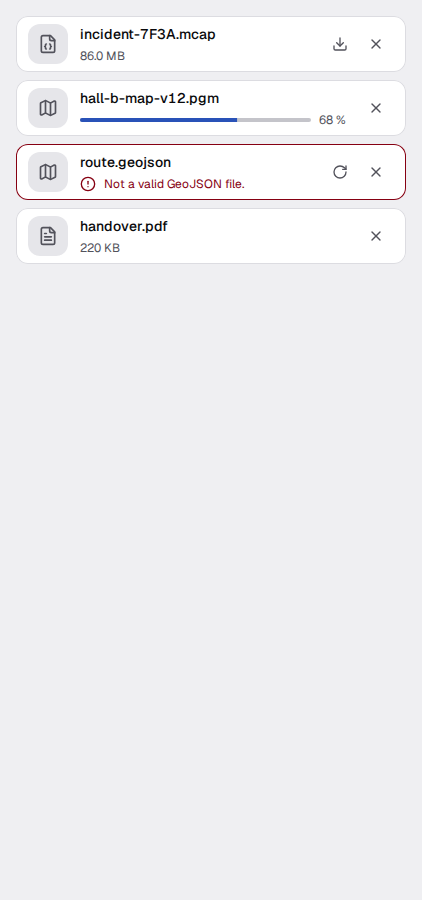 incident-7F3A.mcap
86.0 MB
hall-b-map-v12.pgm
68 %
route.geojson
Not a valid GeoJSON file.
handover.pdf
220 KB